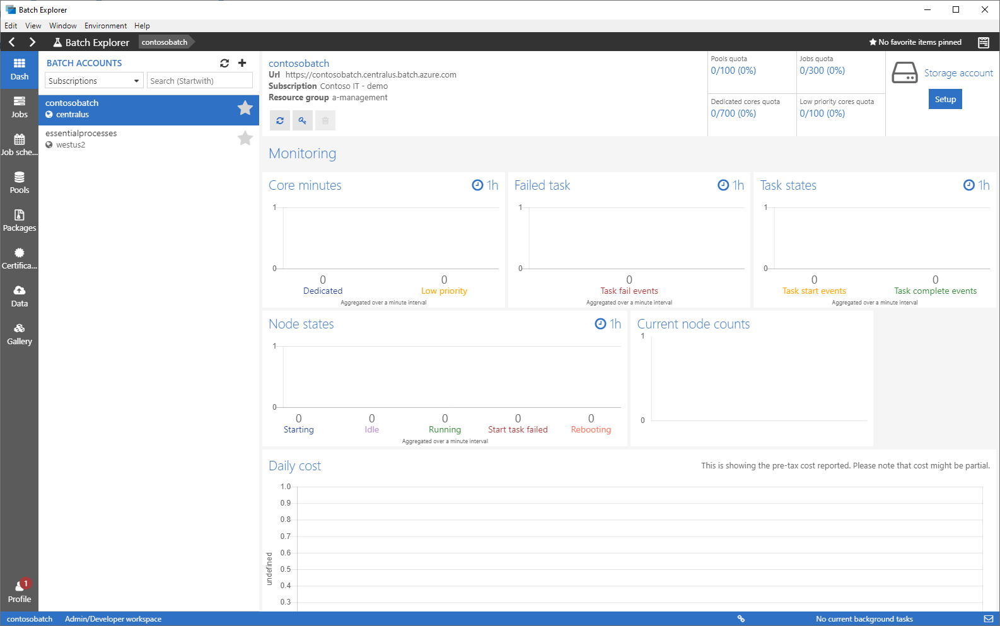 Batch Explorer
Edit View Window Environment Help
Batch Explorer contosobatch No favorite items pinned
Dash
Jobs
Job sche...
Pools
Packages
Certifica...
Data
Gallery
1
Profile
BATCH ACCOUNTS
Subscriptions Search (Startwith)
contosobatch
centralus
essentialprocesses
westus2
contosobatch
Url https://contosobatch.centralus.batch.azure.com
Subscription Contoso IT - demo
Resource group a-management
Pools quota
0/100 (0%)
Jobs quota
0/300 (0%)
Dedicated cores quota
0/700 (0%)
Low priority cores quota
0/100 (0%)
Storage account
Setup
Monitoring
Core minutes 1h
1
0
0 0
Dedicated Low priority
Aggregated over a minute interval
Failed task 1h
1
0
0
Task fail events
Aggregated over a minute interval
Task states 1h
1
0
0 0
Task start events Task complete events
Aggregated over a minute interval
Node states 1h
1
0
0 0 0 0 0
Starting Idle Running Start task failed Rebooting
Aggregated over a minute interval
Current node counts
1
0
Daily cost This is showing the pre-tax cost reported. Please note that cost might be partial.
1.0
0.9
0.8
0.7
0.6
0.5
0.4
0.3
undefined
contosobatch Admin/Developer workspace No current background tasks